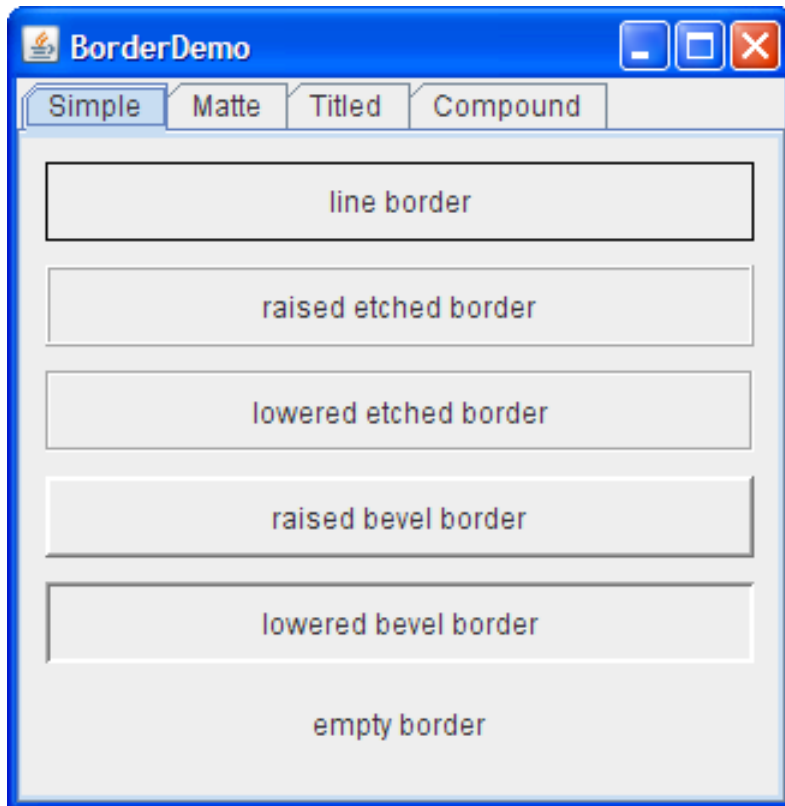 BorderDemo
Simple Matte Titled Compound
line border
raised etched border
lowered etched border
raised bevel border
lowered bevel border
empty border